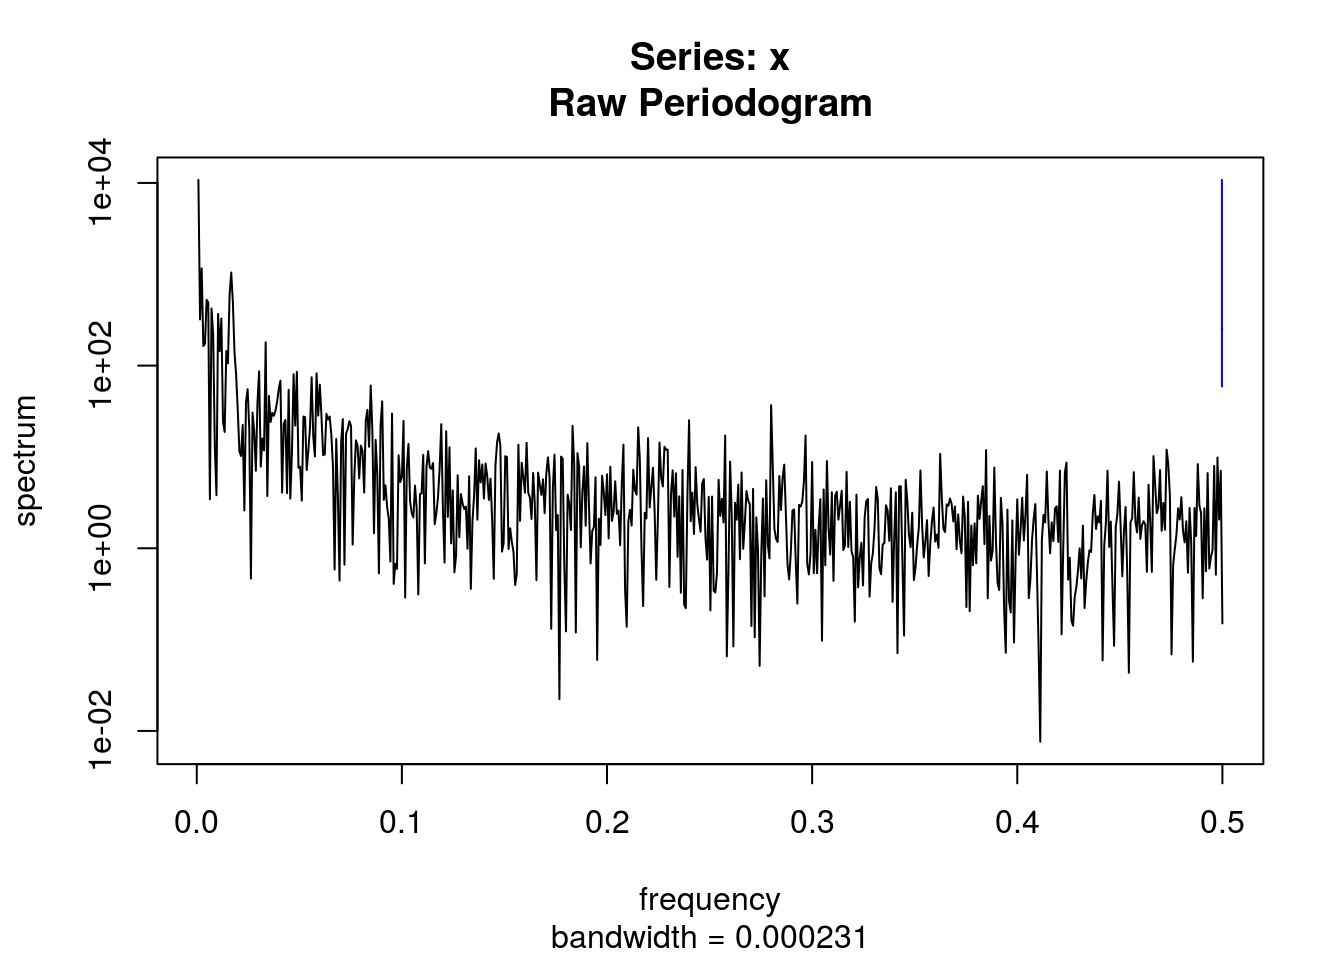 Series: x
Raw Periodogram
spectrum
1e+04
1e+02
1e+00
1e-02
0.0 0.1 0.2 0.3 0.4 0.5
frequency
bandwidth = 0.000231